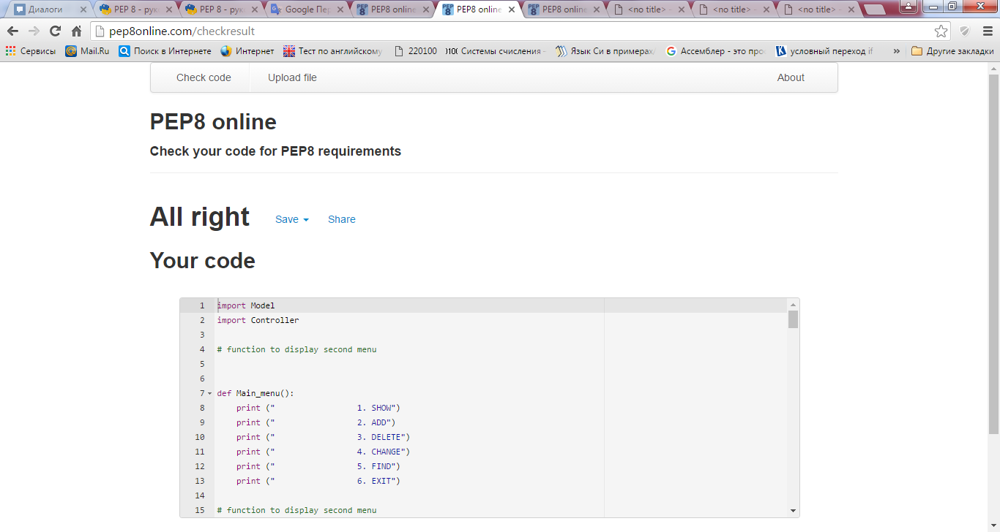 Диалоги
PEP 8 - рук
PEP 8 - рук
Google Пер
PEP8 online
PEP8 online
PEP8 online
<no title>
<no title>
<no title>
pep8online.com/checkresult
Сервисы
Mail.Ru
Поиск в Интернете
Интернет
Тест по английскому
220100
Системы счисления -
Язык Си в примерах/
Ассемблер - это про
условный переход if
»
Другие закладки
Check code
Upload file
About
PEP8 online
Check your code for PEP8 requirements
All right
Save
Share
Your code
1 import Model
2 import Controller
3
4 # function to display second menu
5
6
7 def Main_menu():
8 print (" 1. SHOW")
9 print (" 2. ADD")
10 print (" 3. DELETE")
11 print (" 4. CHANGE")
12 print (" 5. FIND")
13 print (" 6. EXIT")
14
15 # function to display second menu